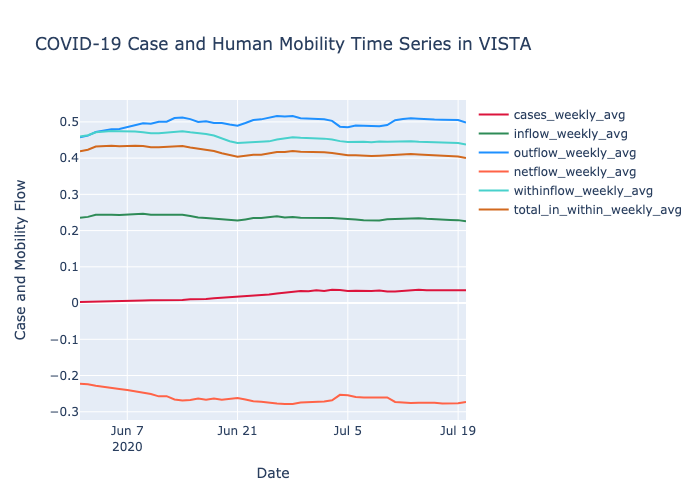 COVID-19 Case and Human Mobility Time Series in VISTA
cases_weekly_avg
inflow_weekly_avg
outflow_weekly_avg
netflow_weekly_avg
withinflow_weekly_avg
total_in_within_weekly_avg
Case and Mobility Flow
0.5
0.4
0.3
0.2
0.1
0
−0.1
−0.2
−0.3
Jun 7
2020
Jun 21
Jul 5
Jul 19
Date